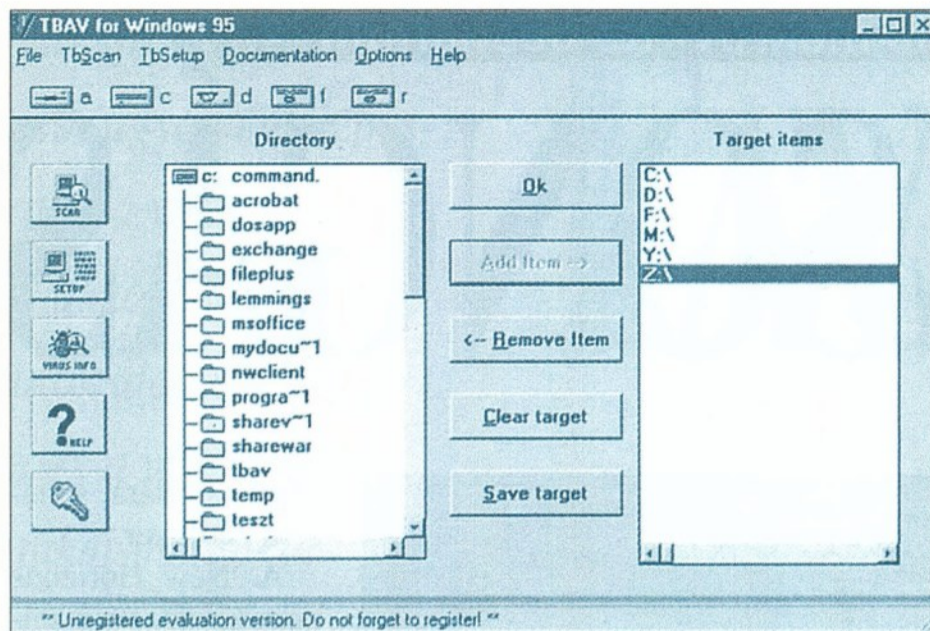 TBAV for Windows 95
File TbScan TbSetup Documentation Options Help
a c d f r
Directory
Target items
SCAN
SETUP
VIRUS INFO
HELP
c: command.
acrobat
dosapp
exchange
fileplus
lemmings
msoffice
mydocu~1
nwclient
progra~1
sharev~1
sharewar
tbav
temp
teszt
Ok
Add Item -->
<-- Remove Item
Clear target
Save target
C:\
D:\
F:\
M:\
Y:\
Z:\
** Unregistered evaluation version. Do not forget to register! **